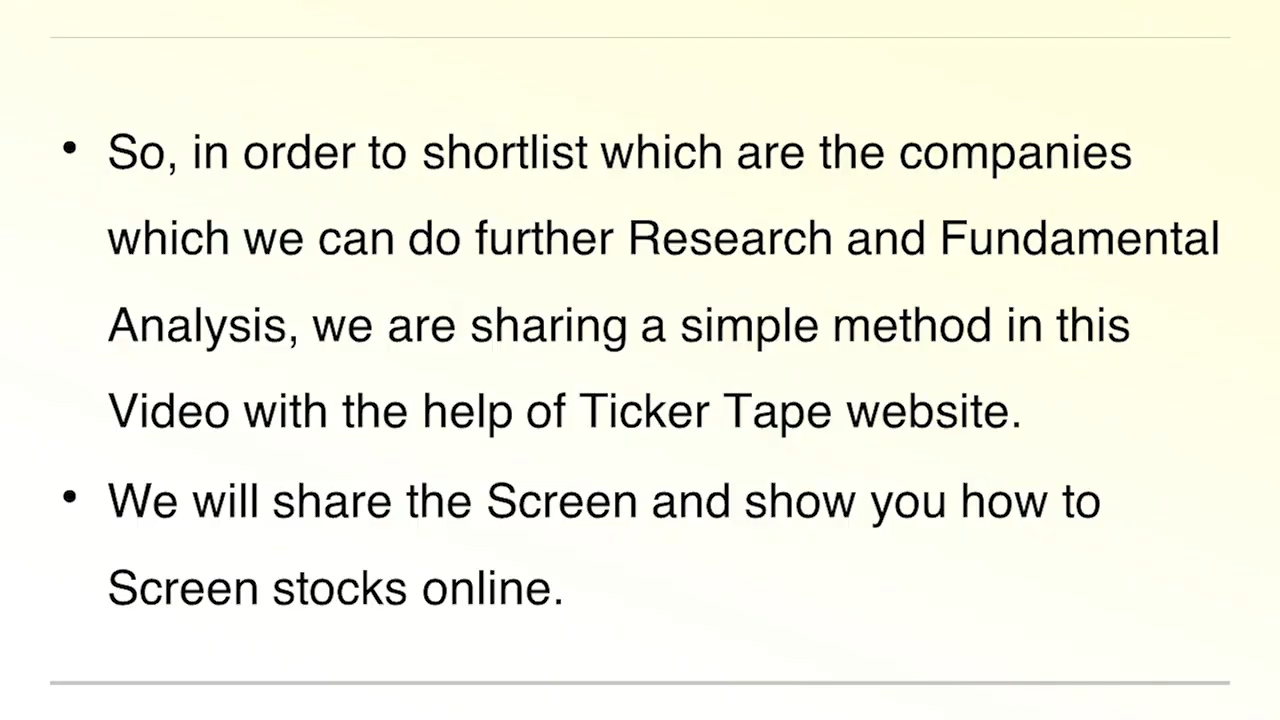 • So, in order to shortlist which are the companies
which we can do further Research and Fundamental
Analysis, we are sharing a simple method in this
Video with the help of Ticker Tape website.
• We will share the Screen and show you how to
Screen stocks online.